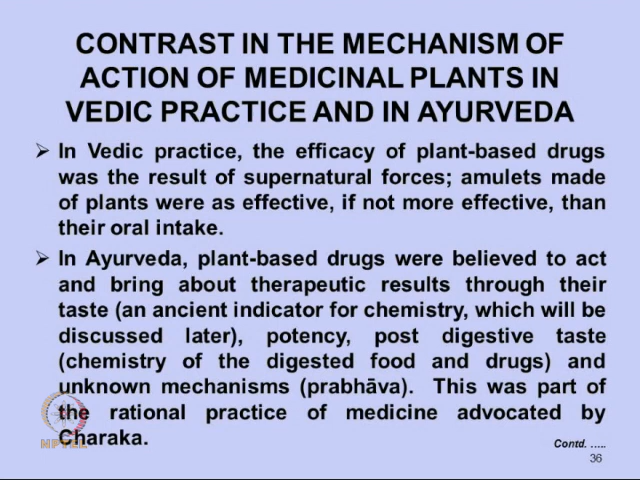 CONTRAST IN THE MECHANISM OF
ACTION OF MEDICINAL PLANTS IN
VEDIC PRACTICE AND IN AYURVEDA
➢ In Vedic practice, the efficacy of plant-based drugs
was the result of supernatural forces; amulets made
of plants were as effective, if not more effective, than
their oral intake.
➢ In Ayurveda, plant-based drugs were believed to act
and bring about therapeutic results through their
taste (an ancient indicator for chemistry, which will be
discussed later), potency, post digestive taste
(chemistry of the digested food and drugs) and
unknown mechanisms (prabhāva). This was part of
the rational practice of medicine advocated by
Charaka.
NPTEL
Contd. .....
36